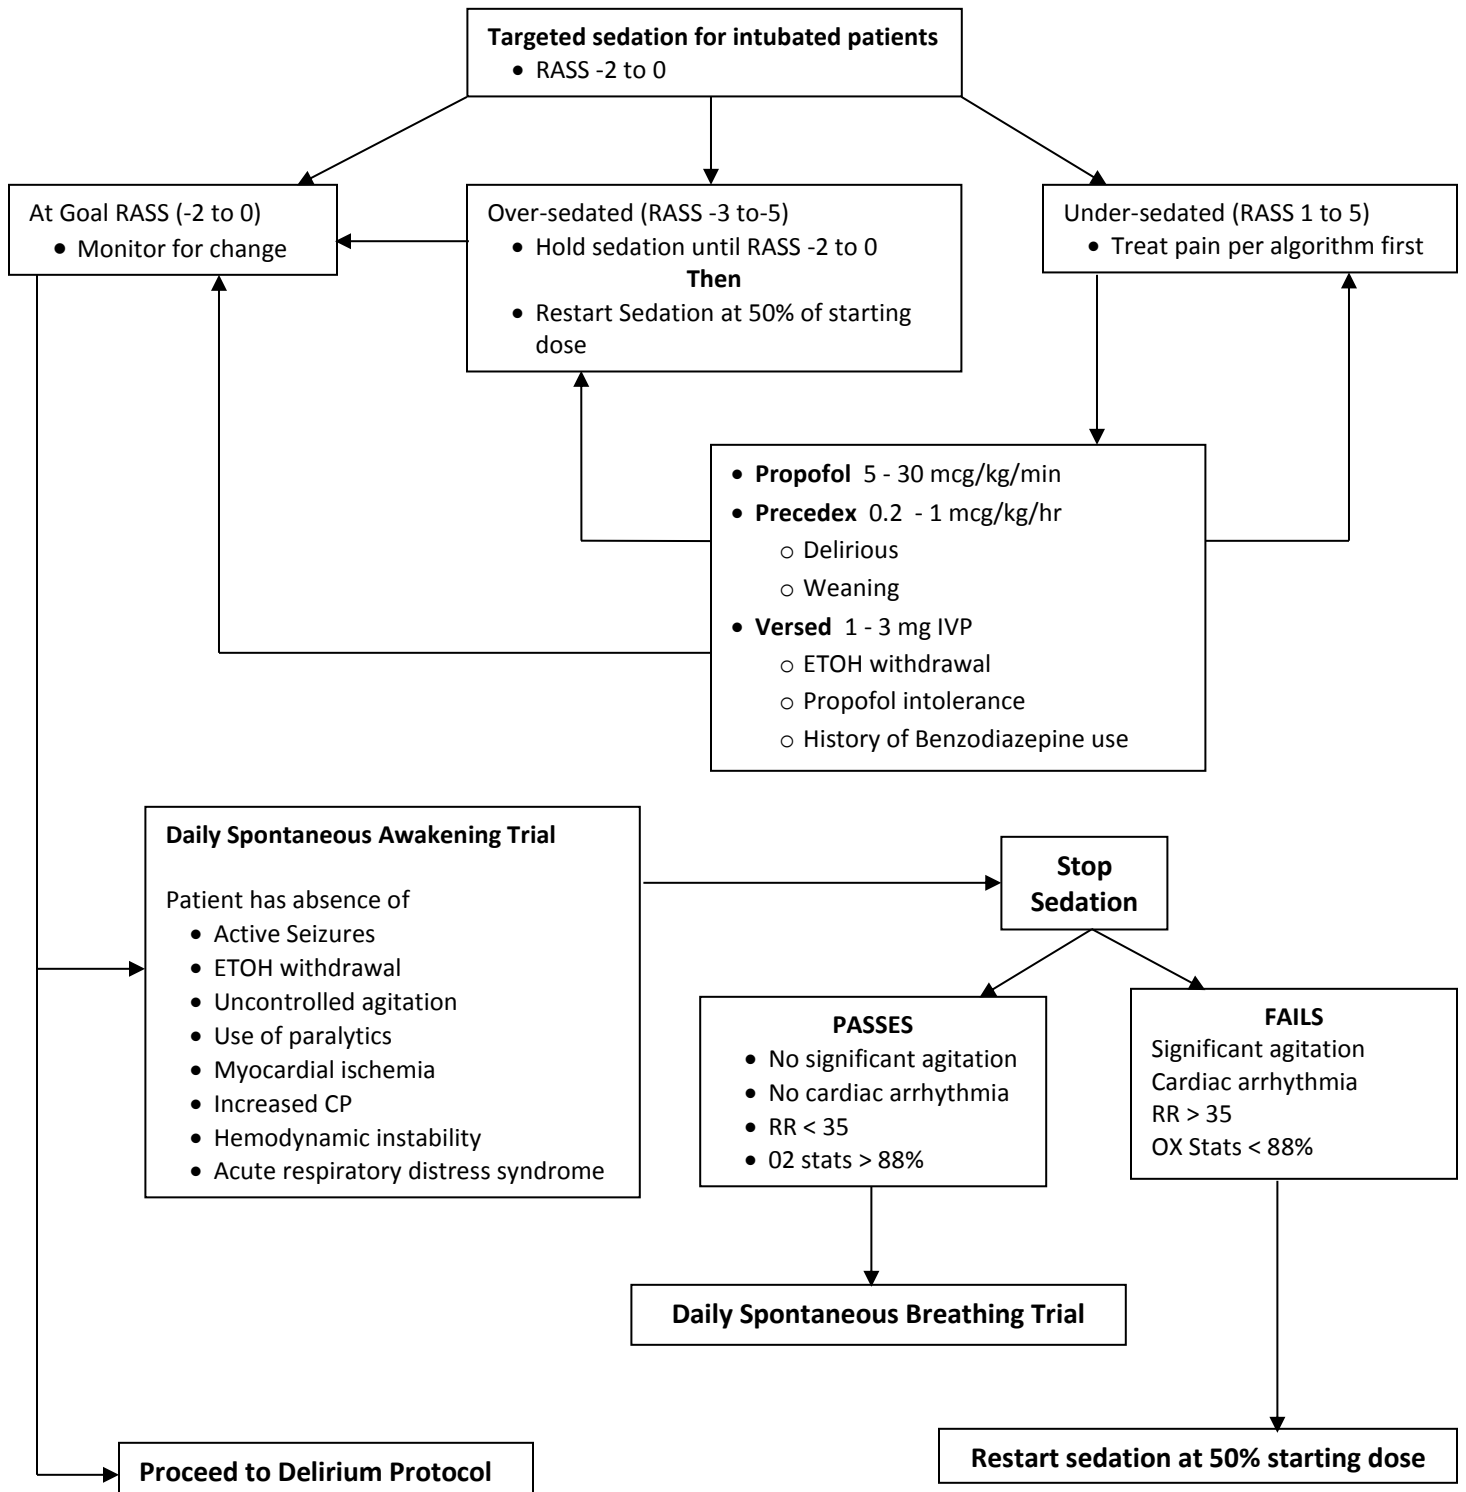 Targeted sedation for intubated patients
• RASS -2 to 0
At Goal RASS (-2 to 0)
• Monitor for change
Over-sedated (RASS -3 to-5)
• Hold sedation until RASS -2 to 0
Then
• Restart Sedation at 50% of starting
dose
Under-sedated (RASS 1 to 5)
• Treat pain per algorithm first
• Propofol 5 - 30 mcg/kg/min
• Precedex 0.2 - 1 mcg/kg/hr
○ Delirious
○ Weaning
• Versed 1 - 3 mg IVP
○ ETOH withdrawal
○ Propofol intolerance
○ History of Benzodiazepine use
Daily Spontaneous Awakening Trial
Patient has absence of
• Active Seizures
• ETOH withdrawal
• Uncontrolled agitation
• Use of paralytics
• Myocardial ischemia
• Increased CP
• Hemodynamic instability
• Acute respiratory distress syndrome
Stop
Sedation
PASSES
• No significant agitation
• No cardiac arrhythmia
• RR < 35
• 02 stats > 88%
FAILS
Significant agitation
Cardiac arrhythmia
RR > 35
OX Stats < 88%
Daily Spontaneous Breathing Trial
Restart sedation at 50% starting dose
Proceed to Delirium Protocol